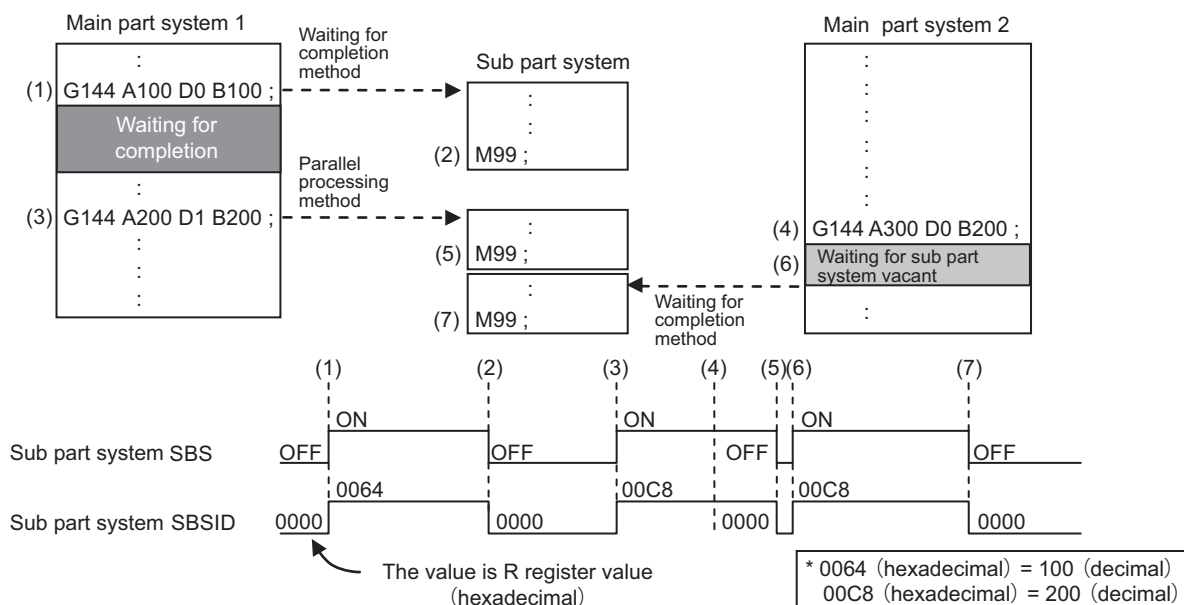 Main part system 1
:
(1) G144 A100 D0 B100 ;
Waiting for
completion
:
(3) G144 A200 D1 B200 ;
:
:
:
Waiting for
completion
method
Parallel
processing
method
Sub part system
:
:
(2) M99 ;
:
(5) M99 ;
:
(7) M99 ;
Waiting for
completion
method
Main part system 2
:
:
:
:
:
:
(4) G144 A300 D0 B200 ;
(6) Waiting for sub part
system vacant
:
(1) (2) (3) (4) (5) (6) (7)
ON ON ON
Sub part system SBS OFF OFF OFF OFF
0064 00C8 00C8
Sub part system SBSID 0000 0000 0000 0000
The value is R register value
(hexadecimal)
* 0064 (hexadecimal) = 100 (decimal)
00C8 (hexadecimal) = 200 (decimal)